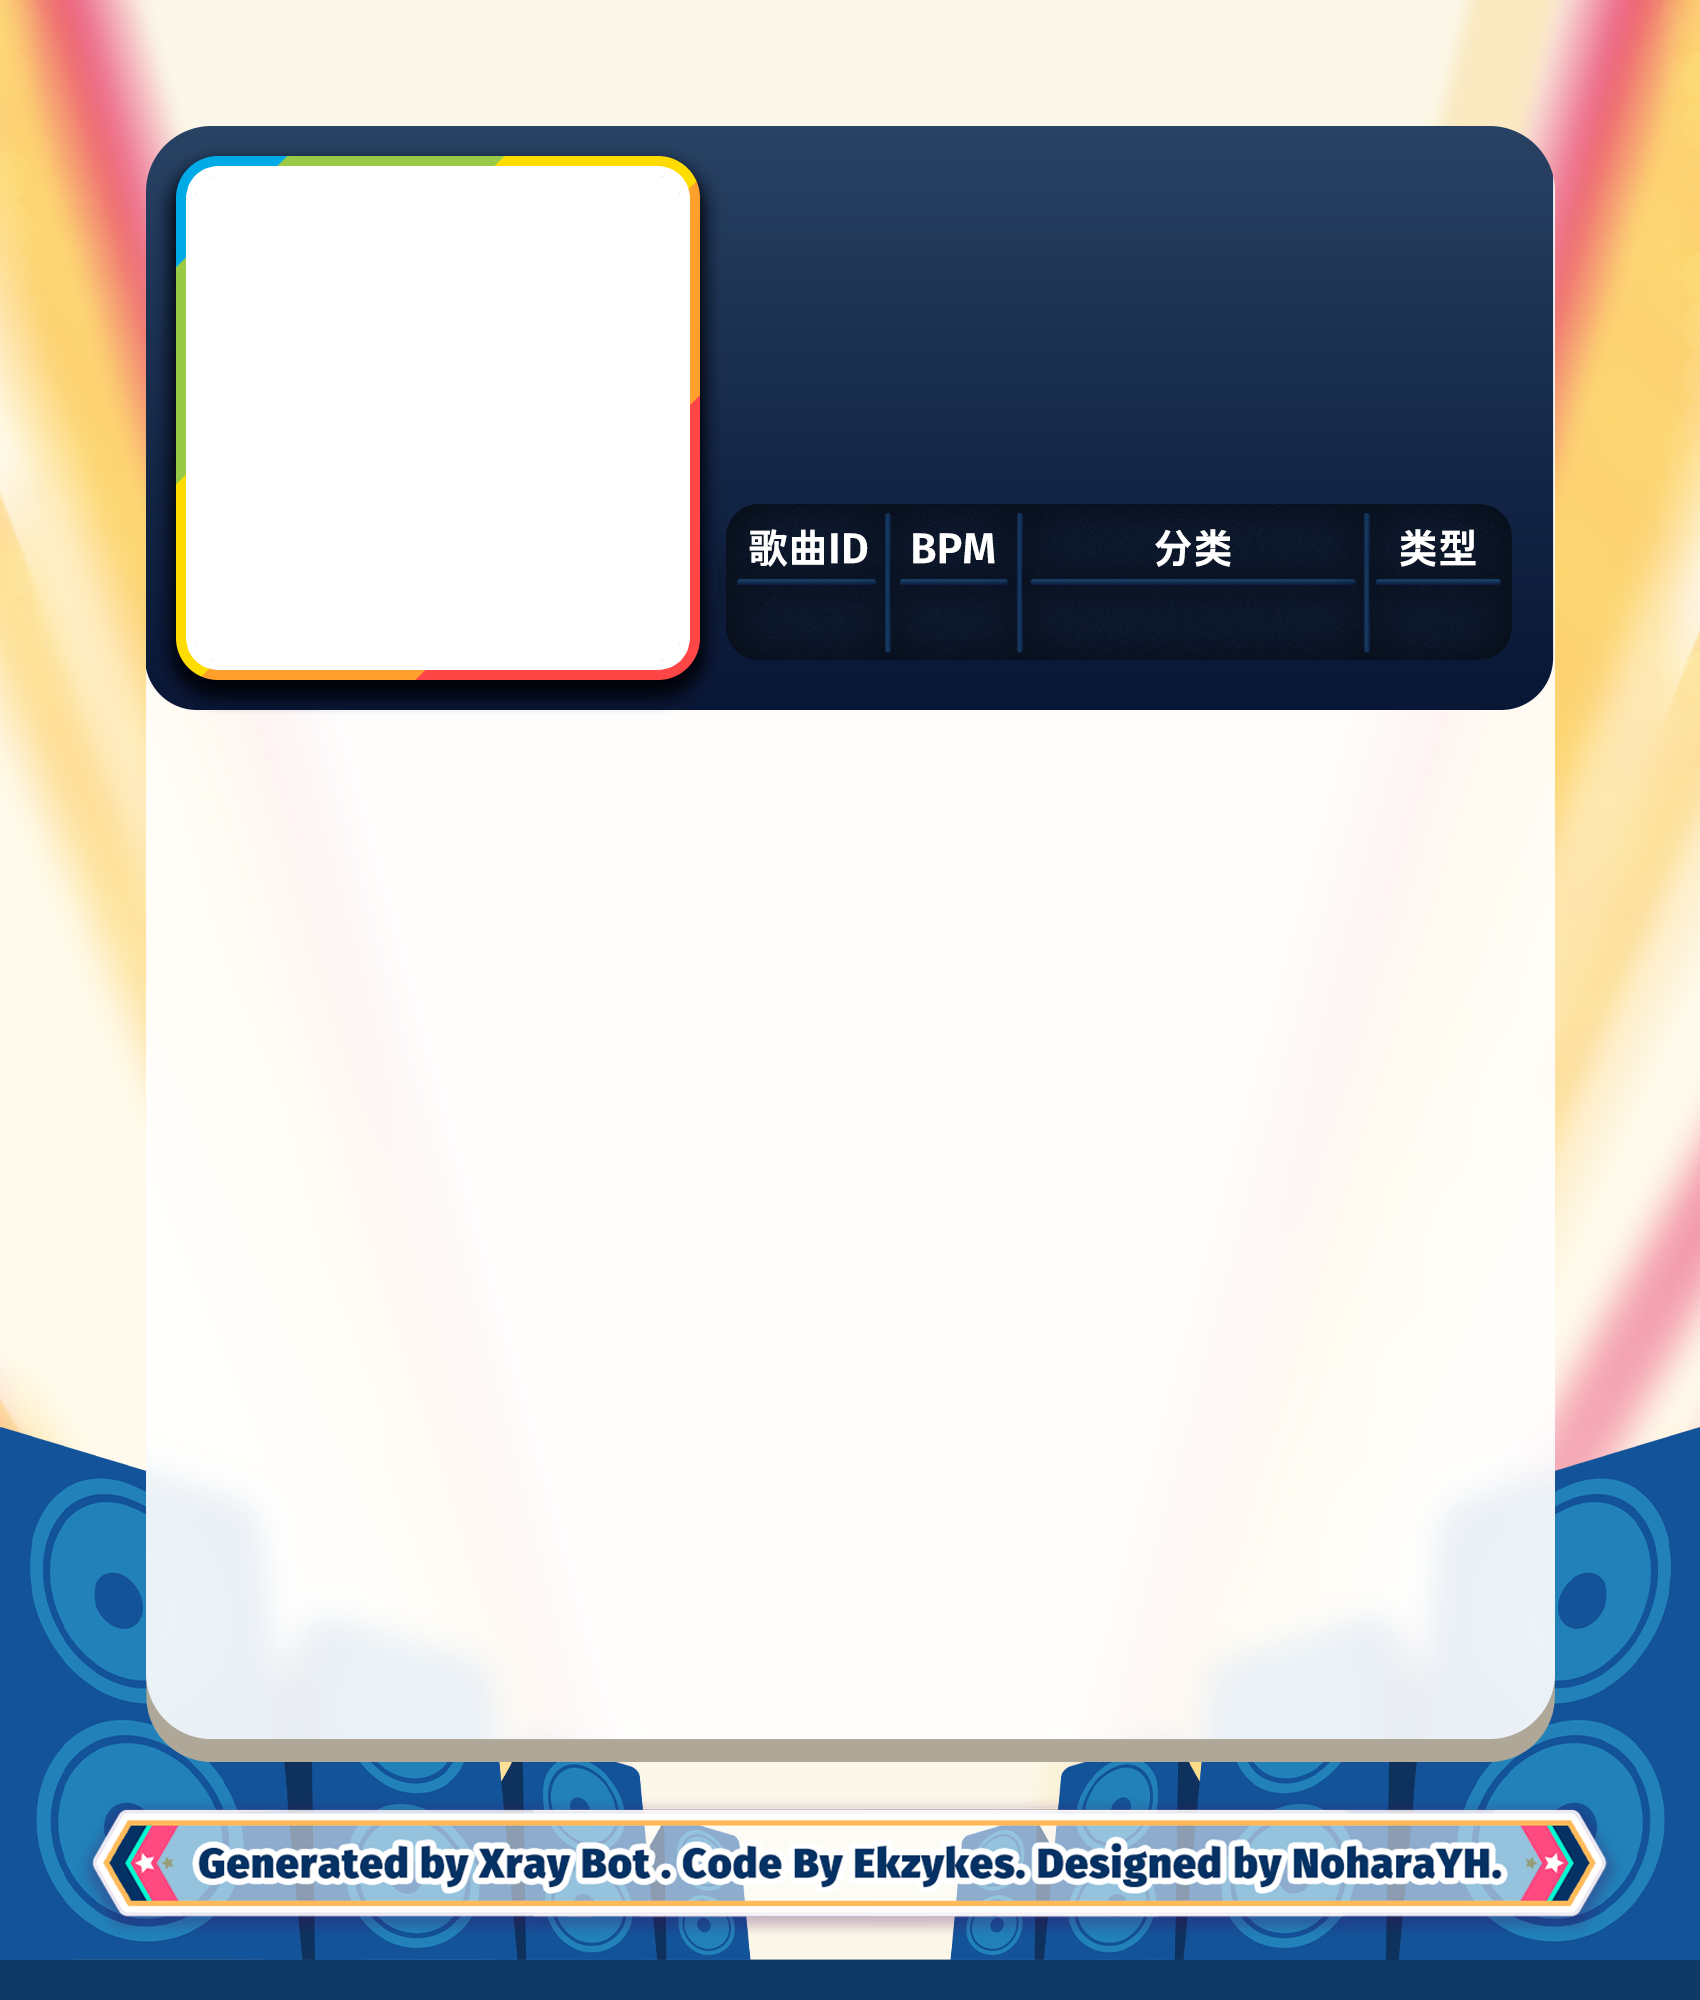 歌曲ID BPM 分类 类型
Generated by Xray Bot . Code By Ekzykes. Designed by NoharaYH.